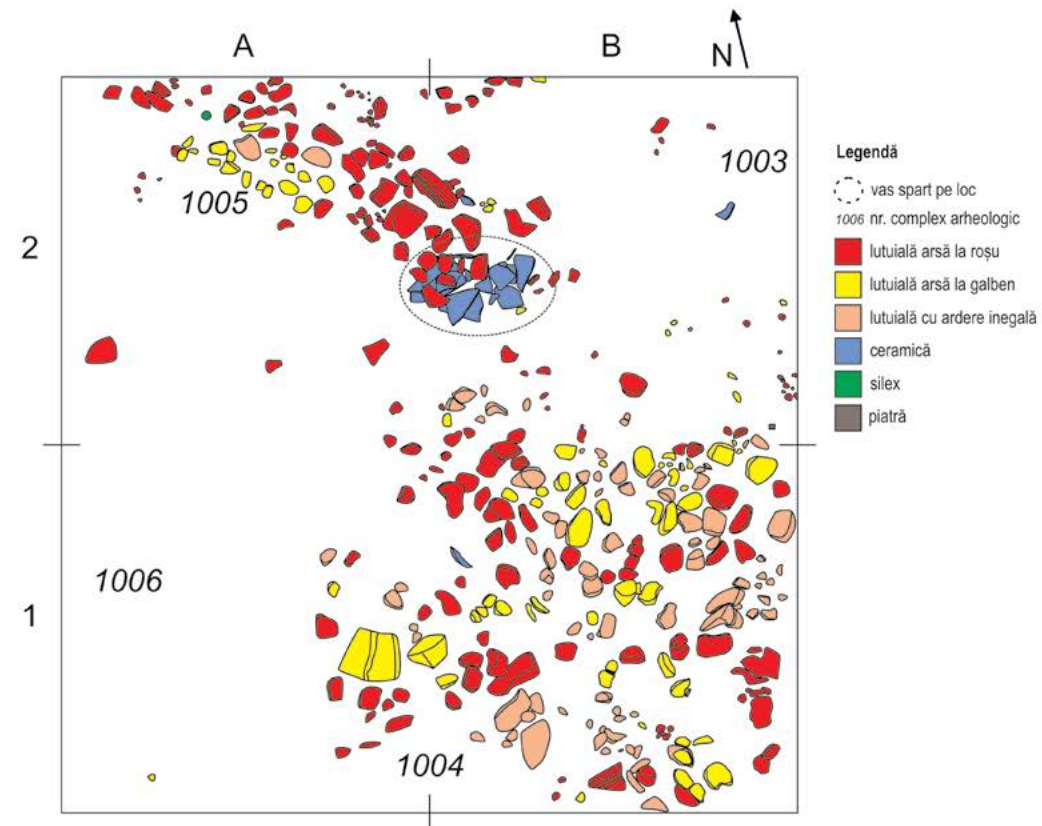 A
B
N
1003
1005
2
1006
1
1004
Legendă
vas spart pe loc
1006 nr. complex arheologic
lutuială arsă la roșu
lutuială arsă la galben
lutuială cu ardere inegală
ceramică
silex
piatră